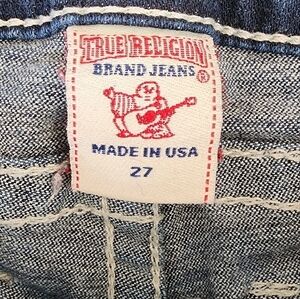 TRUE RELIGION
BRAND JEANS®
MADE IN USA
27